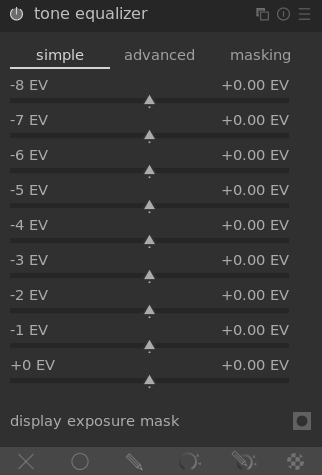 tone equalizer
simple advanced masking
-8 EV +0.00 EV
-7 EV +0.00 EV
-6 EV +0.00 EV
-5 EV +0.00 EV
-4 EV +0.00 EV
-3 EV +0.00 EV
-2 EV +0.00 EV
-1 EV +0.00 EV
+0 EV +0.00 EV
display exposure mask